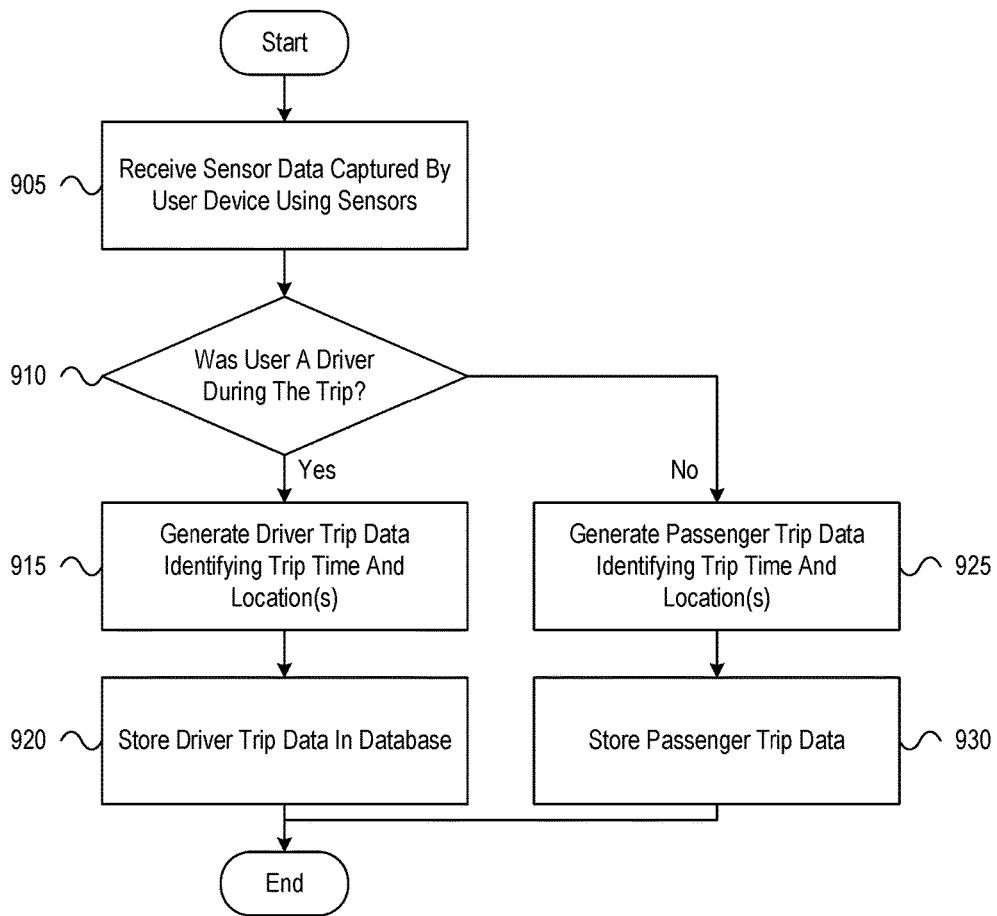 Start
905
Receive Sensor Data Captured By
User Device Using Sensors
910
Was User A Driver
During The Trip?
Yes
No
915
Generate Driver Trip Data
Identifying Trip Time And
Location(s)
Generate Passenger Trip Data
Identifying Trip Time And
Location(s)
925
920
Store Driver Trip Data In Database
Store Passenger Trip Data
930
End